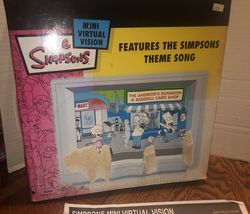 THE
Simpsons
MINI
VIRTUAL
VISION
FEATURES THE SIMPSONS
THEME SONG
MART
THE ANDROID'S DUNGEON
& BASEBALL CARD SHOP
SIMPSONS MINI VIRTUAL VISION